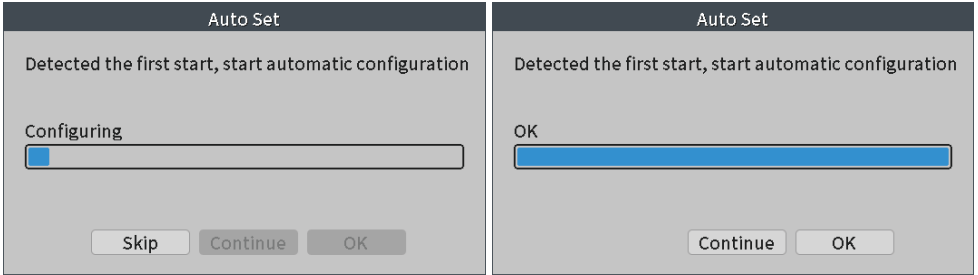 Auto Set
Detected the first start, start automatic configuration
Configuring
Skip Continue OK
Auto Set
Detected the first start, start automatic configuration
OK
Continue OK